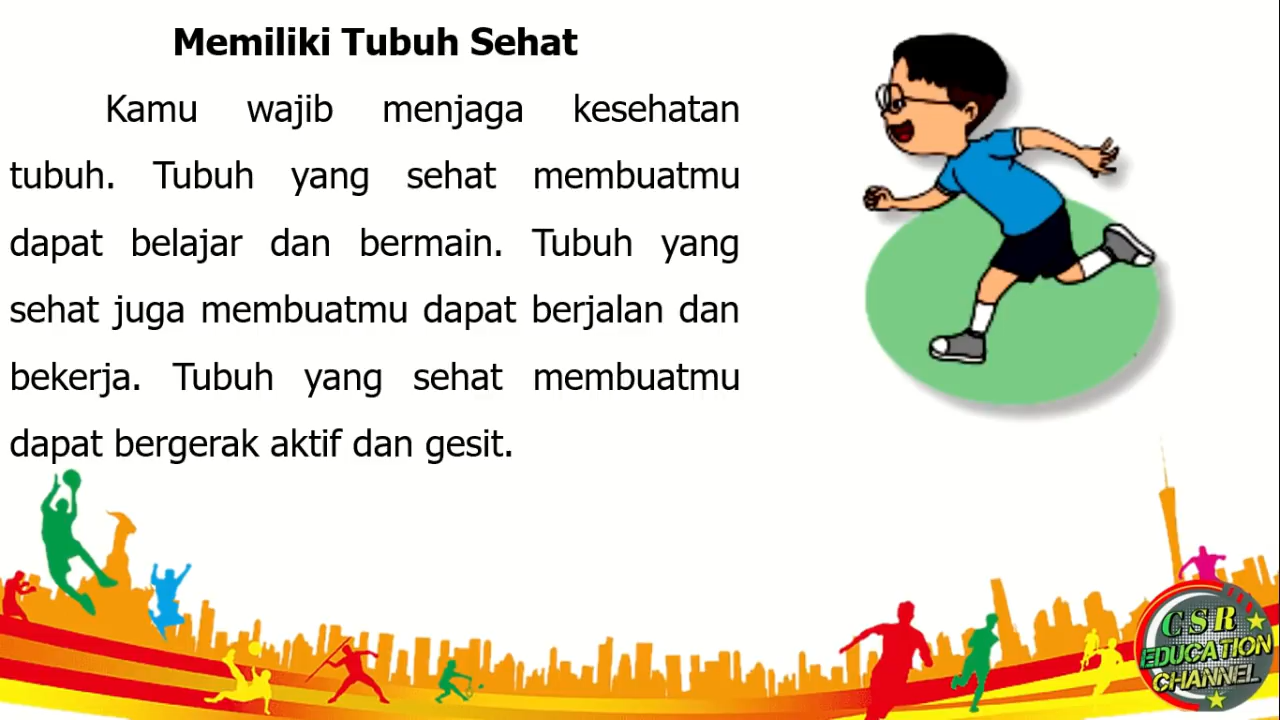 Memiliki Tubuh Sehat
Kamu wajib menjaga kesehatan
tubuh. Tubuh yang sehat membuatmu
dapat belajar dan bermain. Tubuh yang
sehat juga membuatmu dapat berjalan dan
bekerja. Tubuh yang sehat membuatmu
dapat bergerak aktif dan gesit.
CSR
EDUCATION
CHANNEL